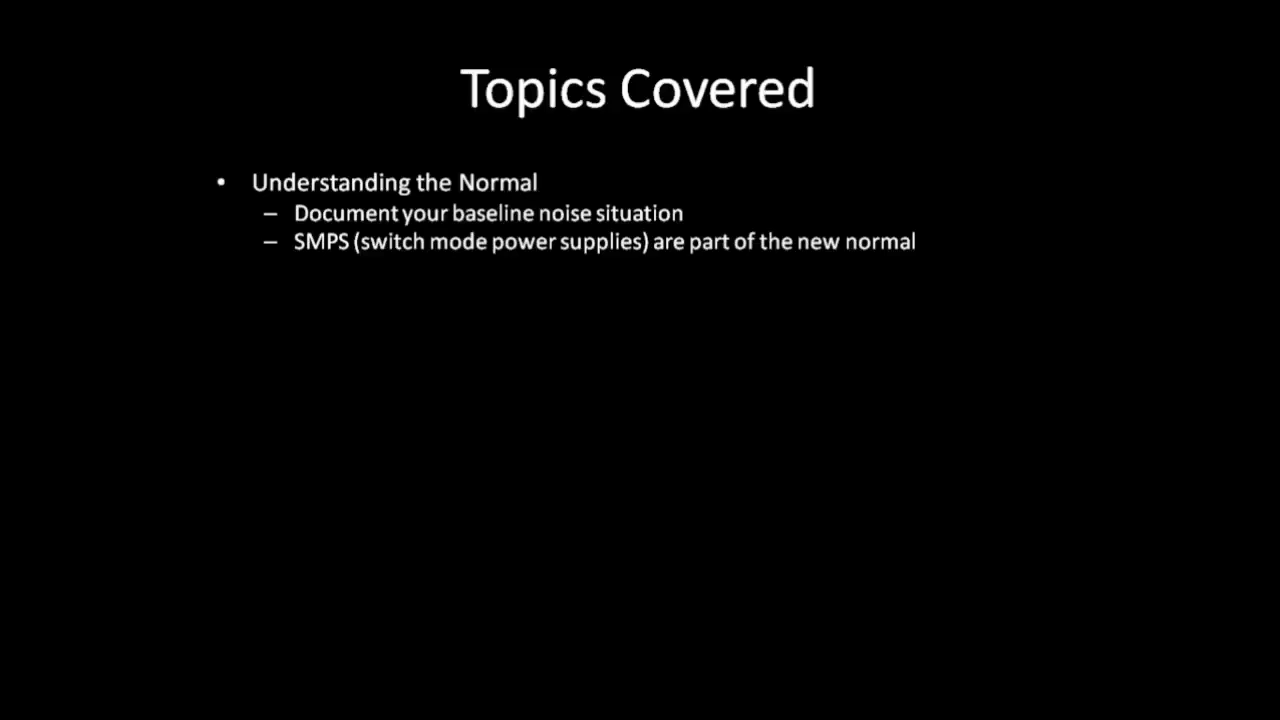 Topics Covered
• Understanding the Normal
– Document your baseline noise situation
– SMPS (switch mode power supplies) are part of the new normal